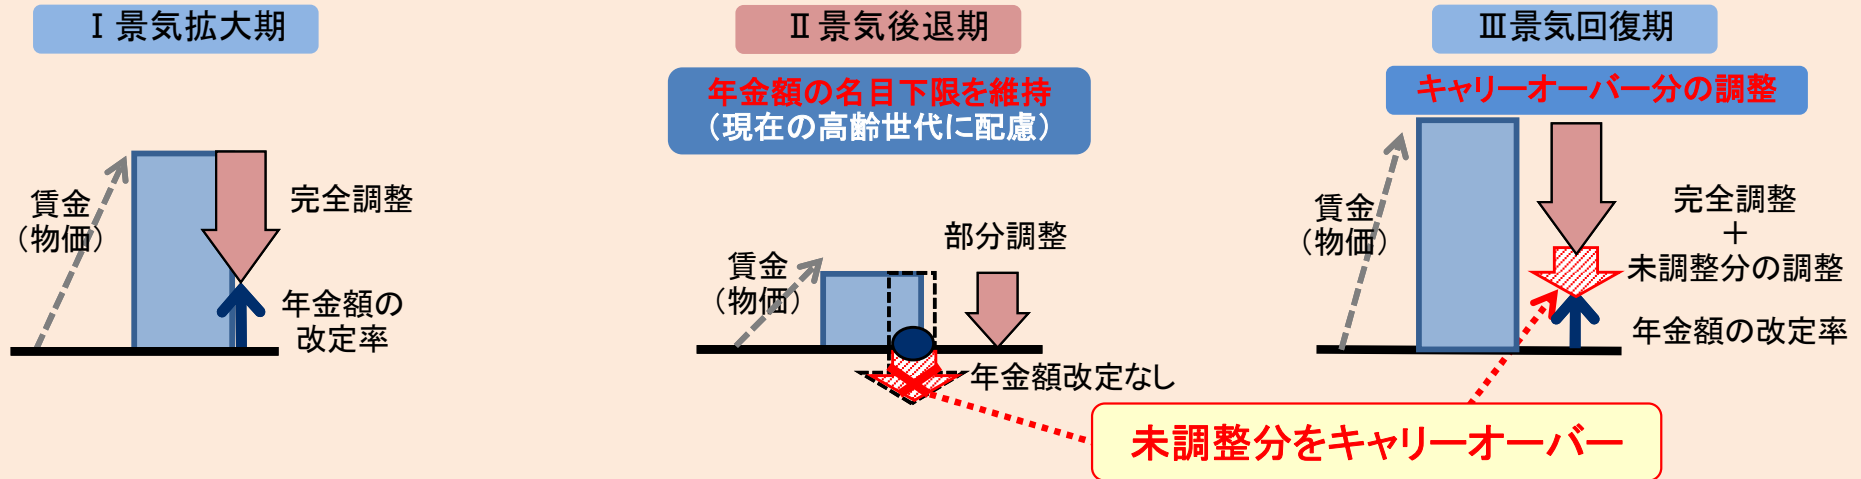 Ⅰ景気拡大期
賃金
（物価）
完全調整
年金額の
改定率
Ⅱ景気後退期
年金額の名目下限を維持
（現在の高齢世代に配慮）
賃金
（物価）
部分調整
年金額改定なし
Ⅲ景気回復期
キャリーオーバー分の調整
賃金
（物価）
完全調整
＋
未調整分の調整
年金額の改定率
未調整分をキャリーオーバー